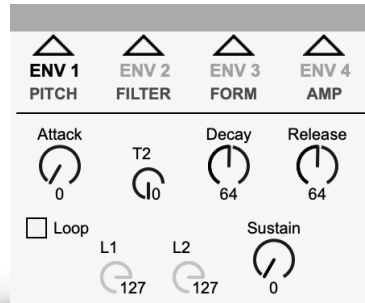 ENV 1 ENV 2 ENV 3 ENV 4
PITCH FILTER FORM AMP
Attack T2 Decay Release
0 0 64 64
Loop L1 L2 Sustain
127 127 0